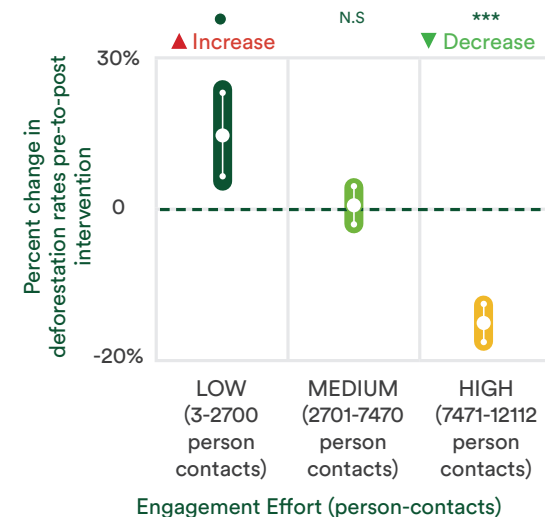 ● N.S ***
▲ Increase ▼ Decrease
30%
0
-20%
Percent change in
deforestation rates pre-to-post
intervention
LOW
(3-2700
person
contacts)
MEDIUM
(2701-7470
person
contacts)
HIGH
(7471-12112
person
contacts)
Engagement Effort (person-contacts)